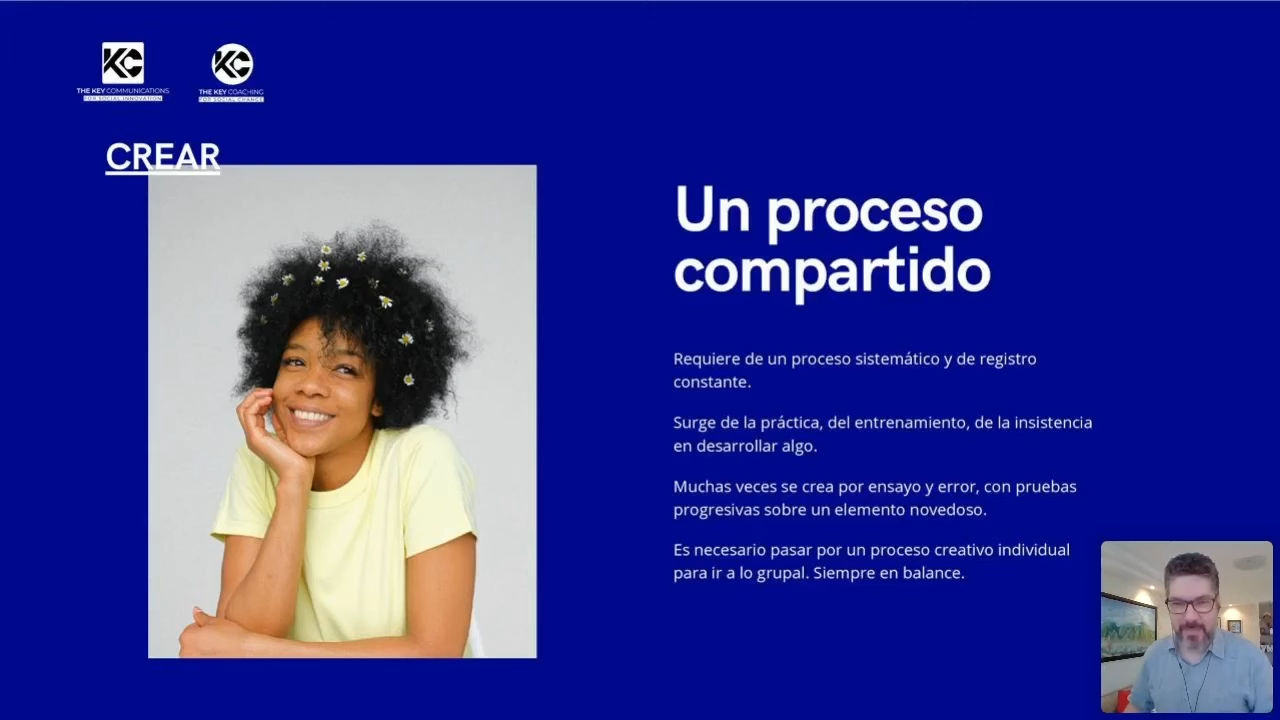 KC
KC
THE KEY COMMUNICATIONS
FOR SOCIAL INNOVATION
THE KEY COACHING
FOR SOCIAL CHANGE
CREAR
Un proceso
compartido
Requiere de un proceso sistemático y de registro
constante.
Surge de la práctica, del entrenamiento, de la insistencia
en desarrollar algo.
Muchas veces se crea por ensayo y error, con pruebas
progresivas sobre un elemento novedoso.
Es necesario pasar por un proceso creativo individual
para ir a lo grupal. Siempre en balance.